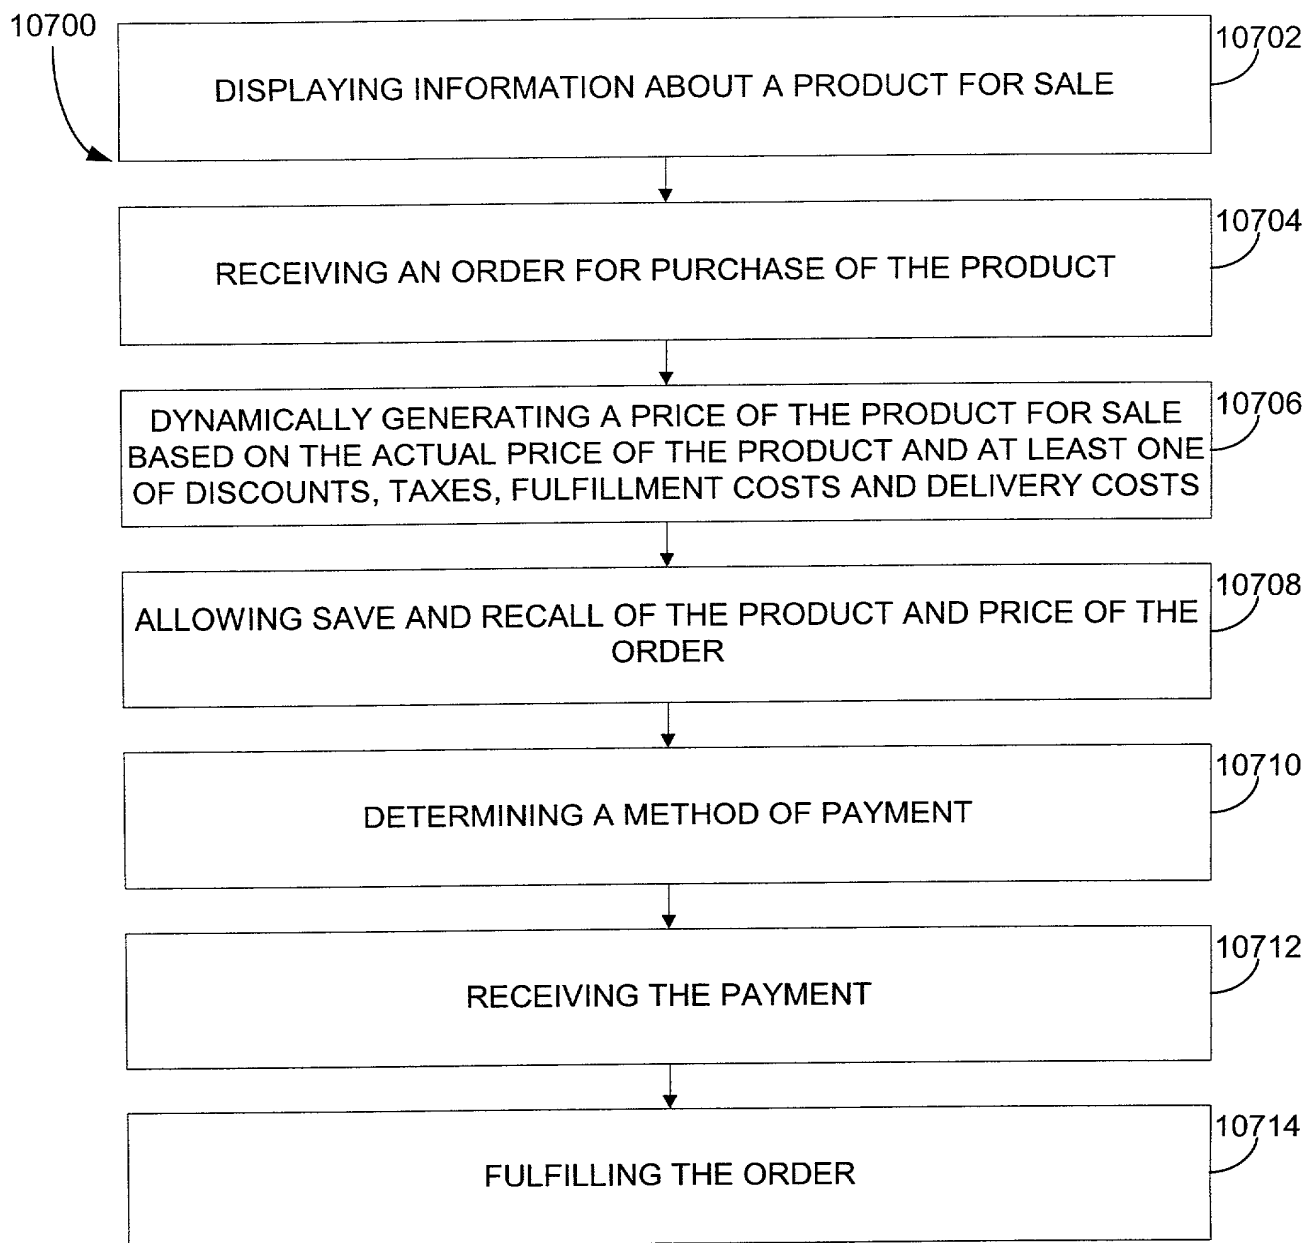 10700
10702
DISPLAYING INFORMATION ABOUT A PRODUCT FOR SALE
10704
RECEIVING AN ORDER FOR PURCHASE OF THE PRODUCT
10706
DYNAMICALLY GENERATING A PRICE OF THE PRODUCT FOR SALE
BASED ON THE ACTUAL PRICE OF THE PRODUCT AND AT LEAST ONE
OF DISCOUNTS, TAXES, FULFILLMENT COSTS AND DELIVERY COSTS
10708
ALLOWING SAVE AND RECALL OF THE PRODUCT AND PRICE OF THE
ORDER
10710
DETERMINING A METHOD OF PAYMENT
10712
RECEIVING THE PAYMENT
10714
FULFILLING THE ORDER